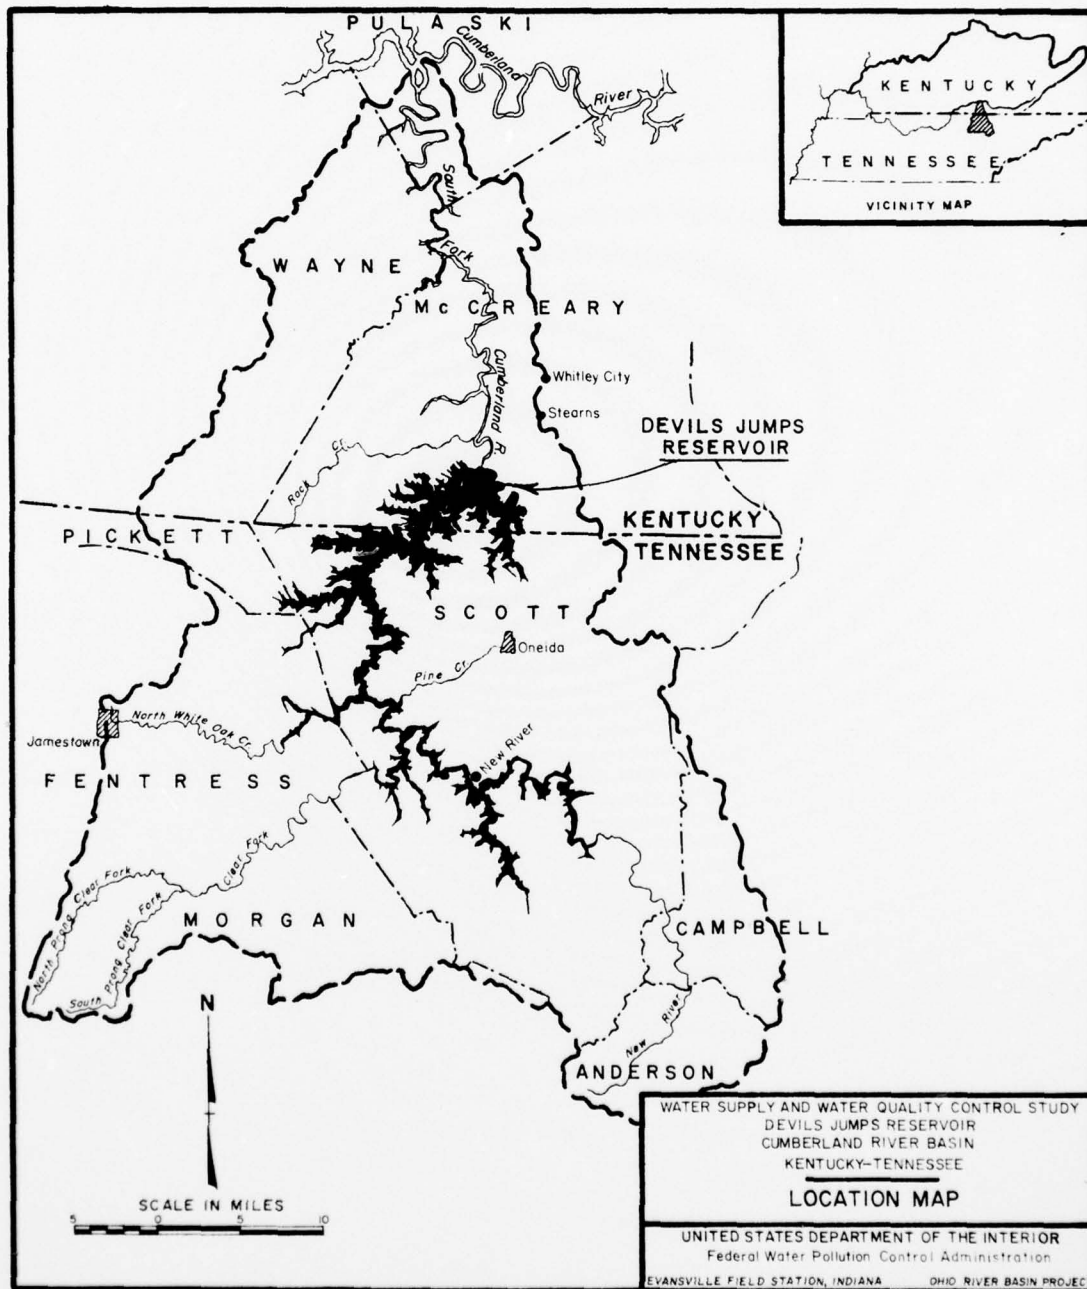 PULASKI
Cumberland
River
KENTUCKY
TENNESSEE
VICINITY MAP
South
Fork
Cumberland R.
WAYNE
McCREARY
Whitley City
Stearns
DEVILS JUMPS
RESERVOIR
Rock Cr.
PICKETT
KENTUCKY
TENNESSEE
SCOTT
Oneida
Pine Cr.
Jamestown
North White Oak Cr.
New River
FENTRESS
Clear Fork
North Prong Clear Fork
South Prong Clear Fork
MORGAN
CAMPBELL
New River
ANDERSON
N
SCALE IN MILES
5 0 5 10
WATER SUPPLY AND WATER QUALITY CONTROL STUDY
DEVILS JUMPS RESERVOIR
CUMBERLAND RIVER BASIN
KENTUCKY-TENNESSEE
LOCATION MAP
UNITED STATES DEPARTMENT OF THE INTERIOR
Federal Water Pollution Control Administration
EVANSVILLE FIELD STATION, INDIANA OHIO RIVER BASIN PROJEC